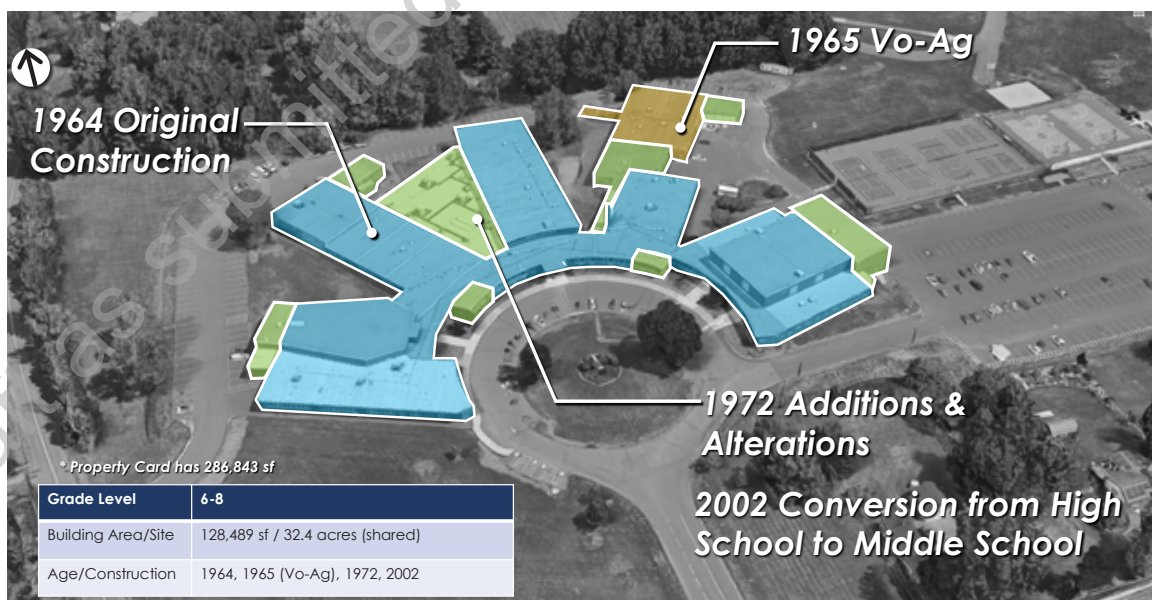 1965 Vo-Ag
1964 Original
Construction
as submitted
1972 Additions &
Alterations
* Property Card has 286,843 sf
2002 Conversion from High
School to Middle School
Grade Level 6-8
Building Area/Site 128,489 sf / 32.4 acres (shared)
Age/Construction 1964, 1965 (Vo-Ag), 1972, 2002